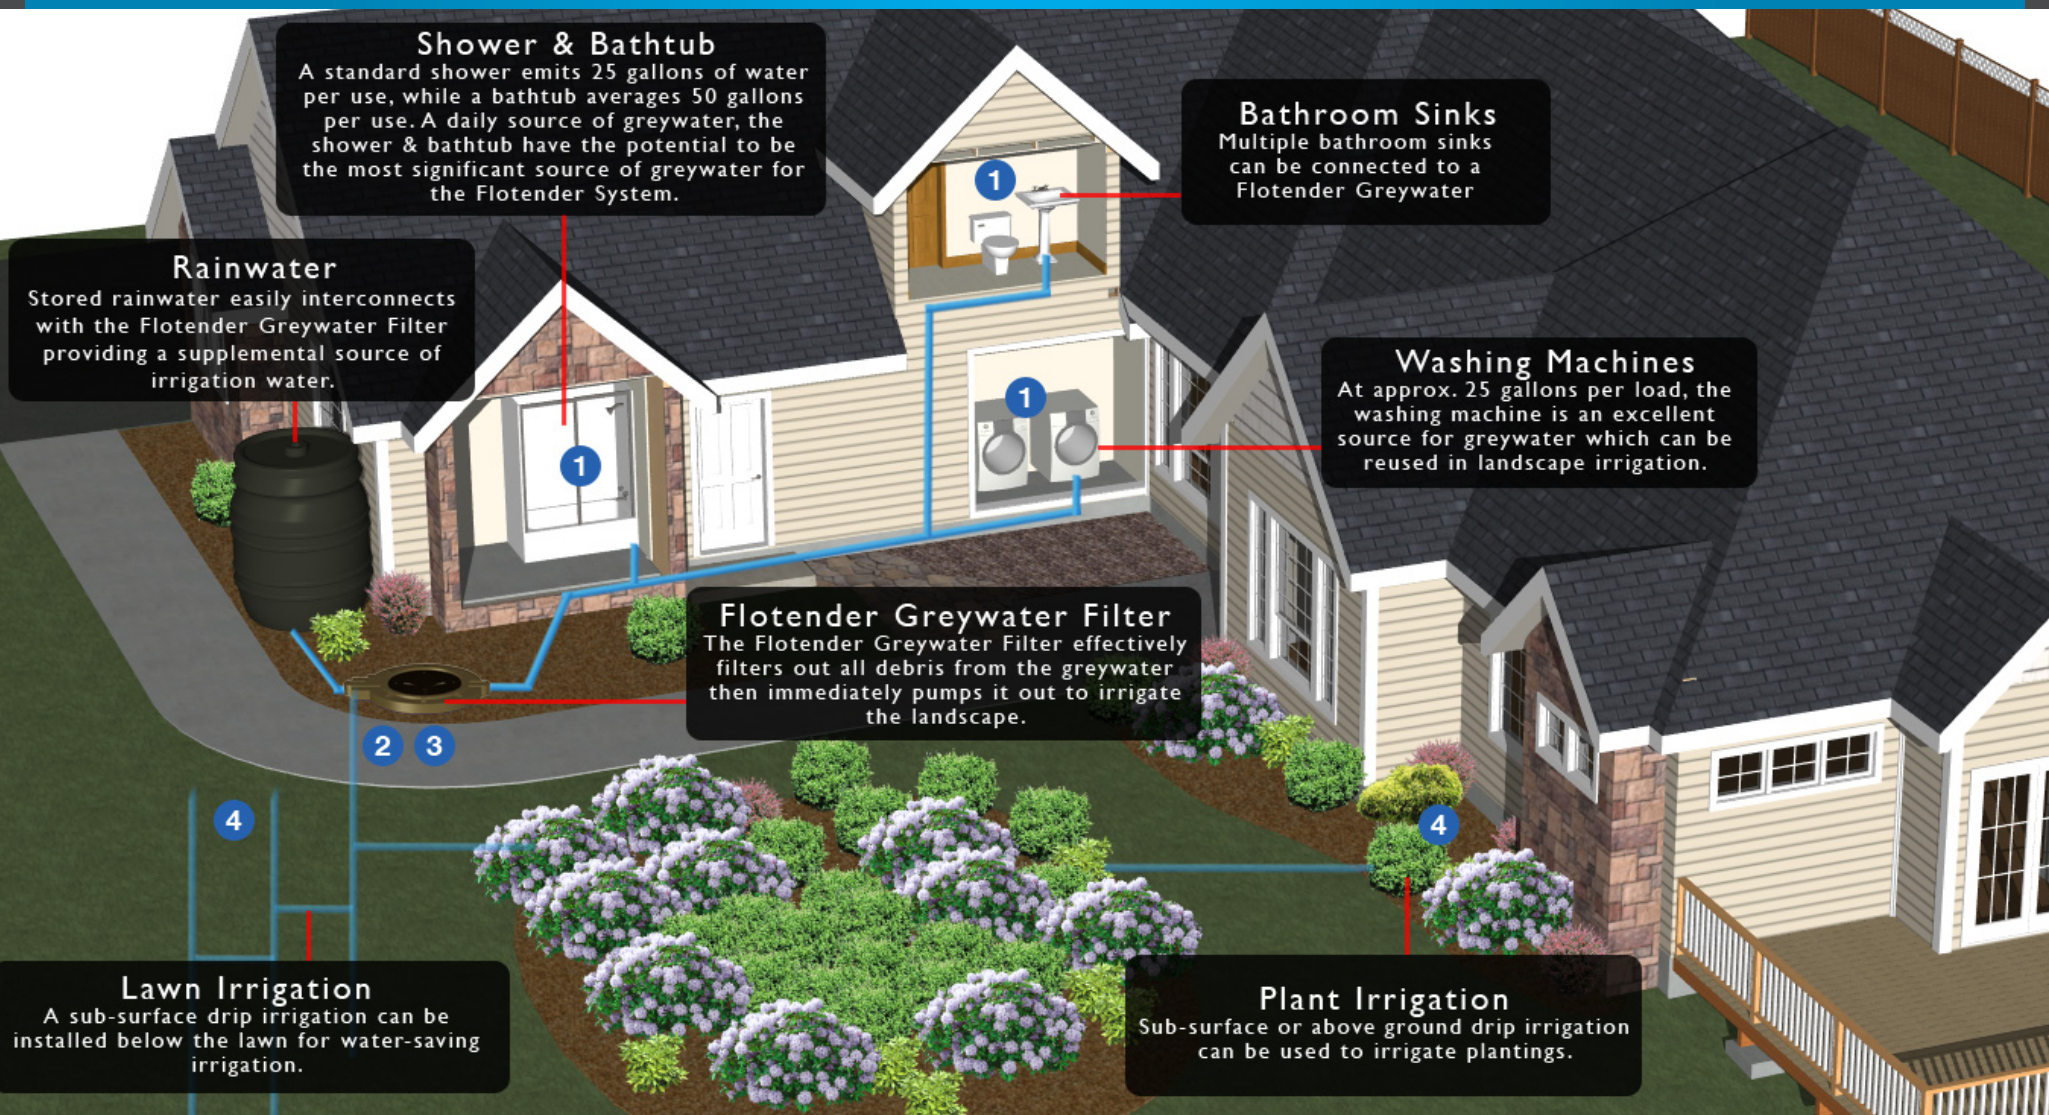 Shower & Bathtub
A standard shower emits 25 gallons of water
per use, while a bathtub averages 50 gallons
per use. A daily source of greywater, the
shower & bathtub have the potential to be
the most significant source of greywater for
the Flotender System.
Bathroom Sinks
Multiple bathroom sinks
can be connected to a
Flotender Greywater
1
Rainwater
Stored rainwater easily interconnects
with the Flotender Greywater Filter
providing a supplemental source of
irrigation water.
Washing Machines
At approx. 25 gallons per load, the
washing machine is an excellent
source for greywater which can be
reused in landscape irrigation.
1
1
Flotender Greywater Filter
The Flotender Greywater Filter effectively
filters out all debris from the greywater
then immediately pumps it out to irrigate
the landscape.
2 3
4
4
Lawn Irrigation
A sub-surface drip irrigation can be
installed below the lawn for water-saving
irrigation.
Plant Irrigation
Sub-surface or above ground drip irrigation
can be used to irrigate plantings.